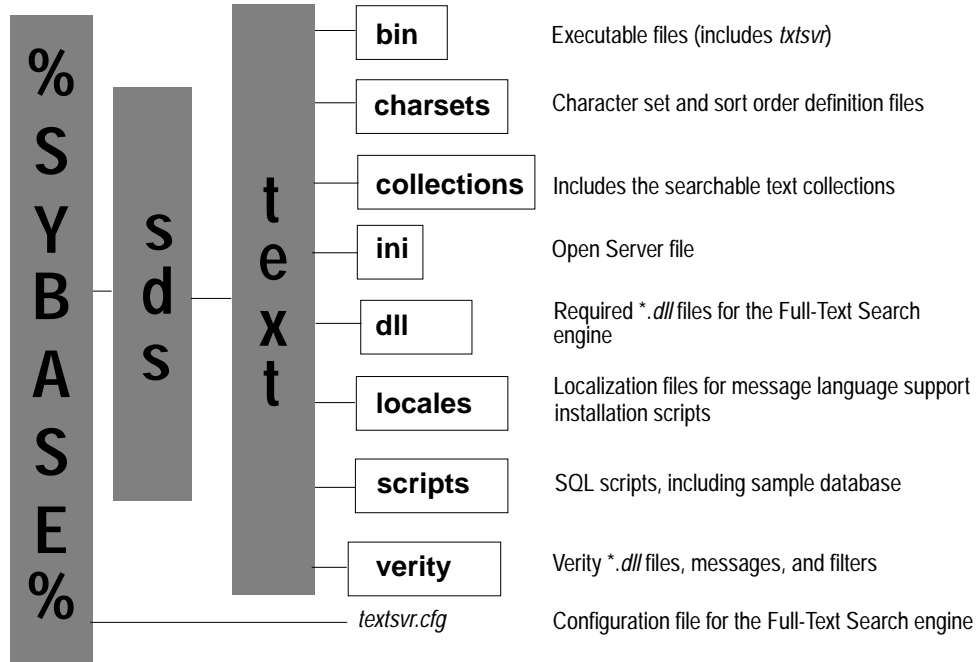 %SYBASE%
sds
text
bin
Executable files (includes txtsvr)
charsets
Character set and sort order definition files
collections
Includes the searchable text collections
ini
Open Server file
dll
Required *.dll files for the Full-Text Search
engine
locales
Localization files for message language support
installation scripts
scripts
SQL scripts, including sample database
verity
Verity *.dll files, messages, and filters
textsvr.cfg
Configuration file for the Full-Text Search engine